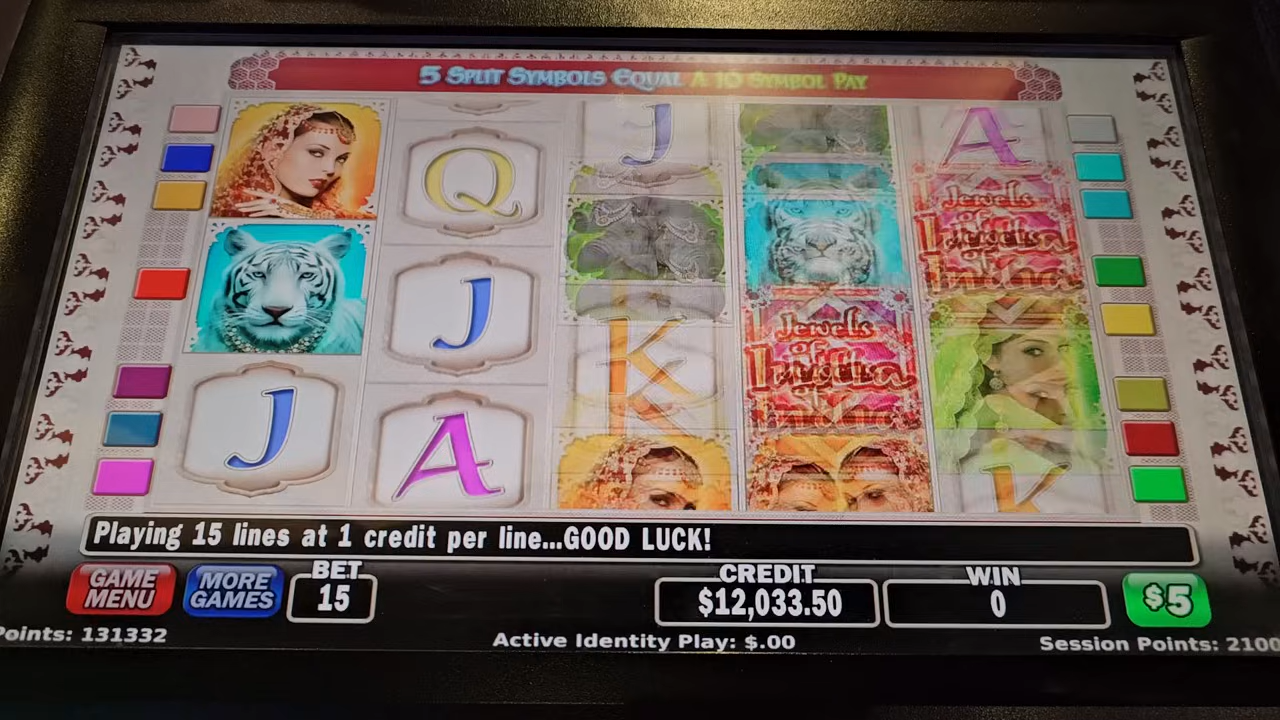 5 SPLIT SYMBOLS EQUAL A 10 SYMBOL PAY
J
A
Q
Jewels
of
India
J
K
Jewels
of
India
J
A
K
Playing 15 lines at 1 credit per line...GOOD LUCK!
GAME MENU
MORE GAMES
BET
15
CREDIT
$12,033.50
WIN
0
$5
Points: 131332
Active Identity Play: $.00
Session Points: 2100